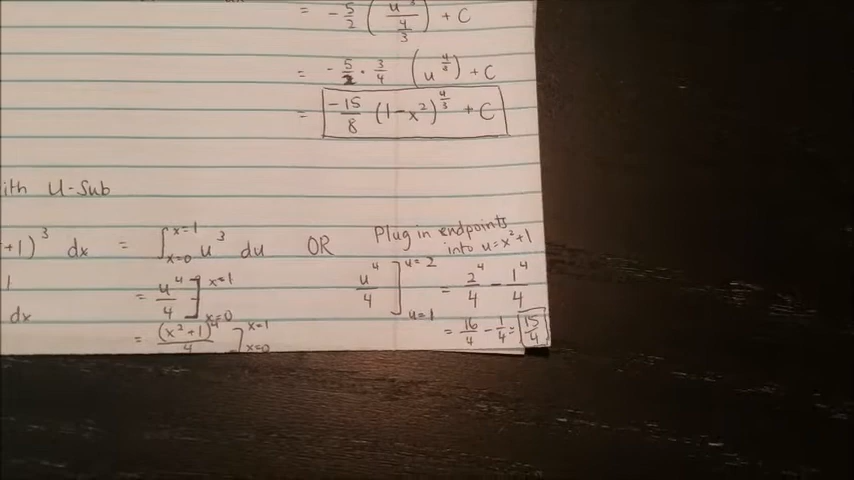 = -5/2 ( u / 4/3 ) + C
= -5/2 · 3/4 ( u^4/3 ) + C
= -15/8 (1-x²)^4/3 + C
ith U-Sub
+1)³ dx = ∫ x=0 x=1 u³ du OR Plug in endpoints
into u=x²+1
1
dx
= u⁴/4 ] x=0 x=1
u⁴/4 ] u=1 u=2 = 2⁴/4 - 1⁴/4
= (x²+1)⁴/4 ] x=0 x=1
= 16/4 - 1/4 = 15/4